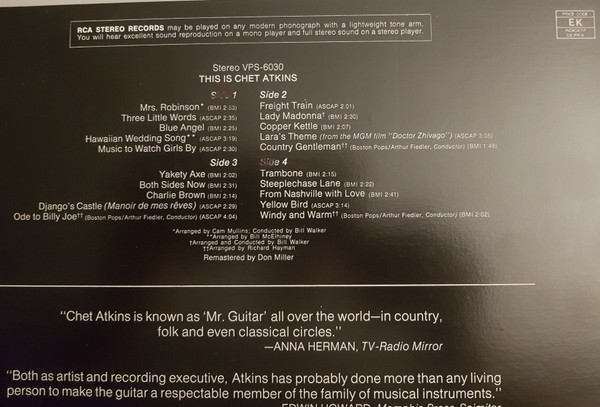 RCA STEREO RECORDS may be played on any modern phonograph with a lightweight tone arm.
You will hear excellent sound reproduction on a mono player and full stereo sound on a stereo player.
PRICE CODE
EK
Stereo VPS-6030
THIS IS CHET ATKINS
Side 1
Mrs. Robinson* (BMI 2:53)
Three Little Words (ASCAP 2:35)
Blue Angel (BMI 2:25)
Hawaiian Wedding Song** (ASCAP 3:19)
Music to Watch Girls By (ASCAP 2:30)
Side 2
Freight Train (ASCAP 2:01)
Lady Madonna† (BMI 2:30)
Copper Kettle (BMI 2:07)
Lara's Theme (from the MGM film "Doctor Zhivago") (ASCAP 3:05)
Country Gentleman†† (Boston Pops/Arthur Fiedler, Conductor) (BMI 1:48)
Side 3
Yakety Axe (BMI 2:02)
Both Sides Now (BMI 2:31)
Charlie Brown (BMI 2:14)
Django's Castle (Manoir de mes rêves) (ASCAP 2:29)
Ode to Billy Joe†† (Boston Pops/Arthur Fiedler, Conductor) (ASCAP 4:04)
Side 4
Trambone (BMI 2:15)
Steeplechase Lane (BMI 2:22)
From Nashville with Love (BMI 2:41)
Yellow Bird (ASCAP 3:14)
Windy and Warm†† (Boston Pops/Arthur Fiedler, Conductor) (BMI 2:02)
*Arranged by Cam Mullins; Conducted by Bill Walker
**Arranged by Bill McElhiney
†Arranged and Conducted by Bill Walker
††Arranged by Richard Hayman
Remastered by Don Miller
"Chet Atkins is known as 'Mr. Guitar' all over the world—in country,
folk and even classical circles."
—ANNA HERMAN, TV-Radio Mirror
"Both as artist and recording executive, Atkins has probably done more than any living
person to make the guitar a respectable member of the family of musical instruments."
—EDWIN HOWARD, Memphis Press-Scimitar